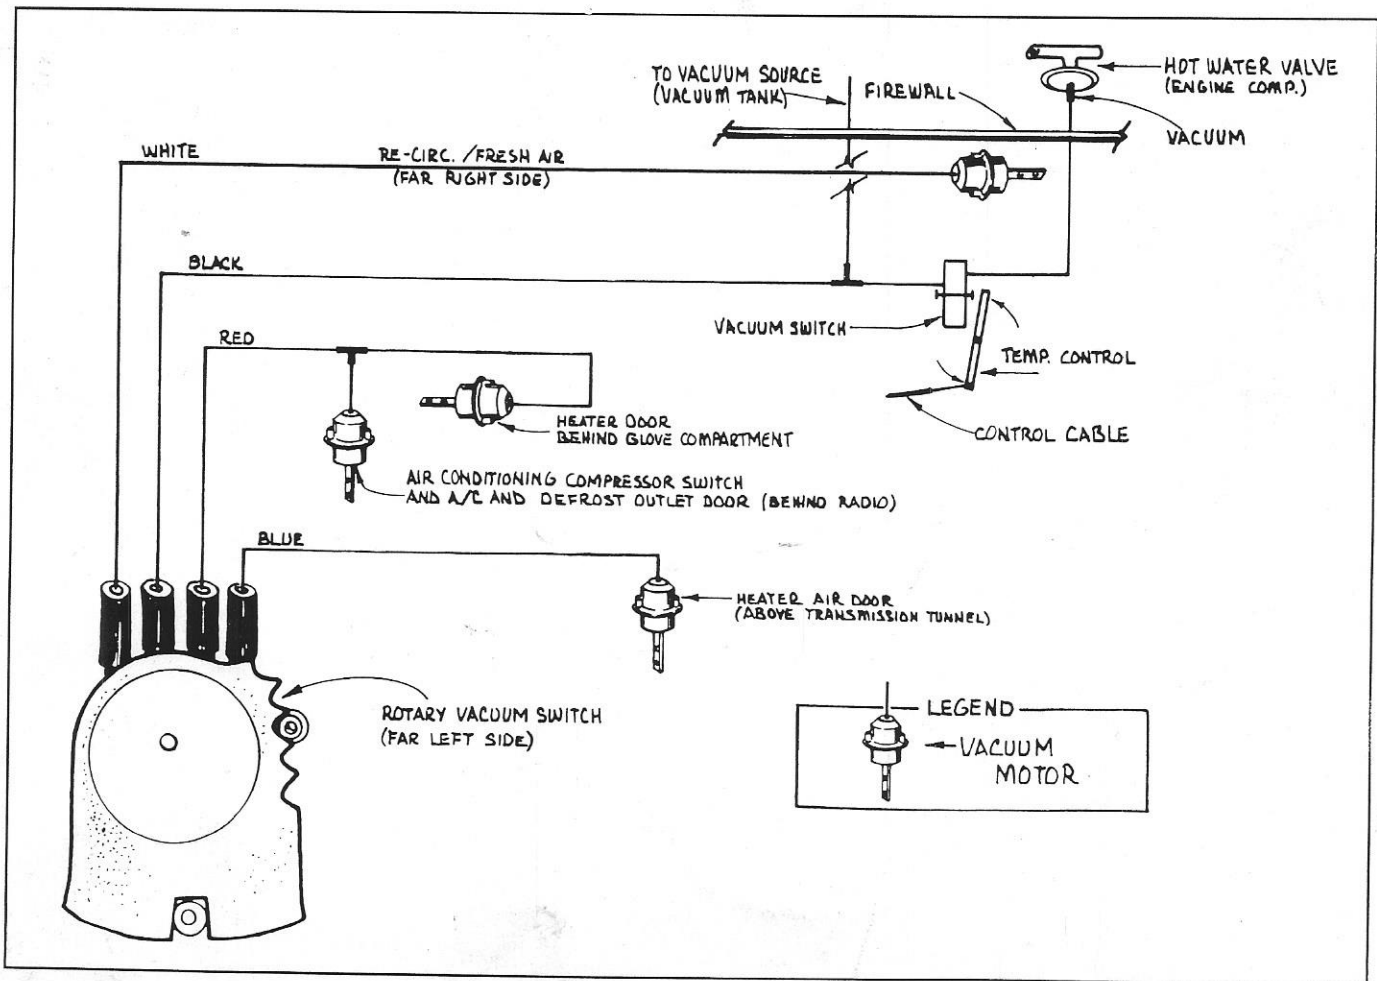 TO VACUUM SOURCE
(VACUUM TANK)
FIREWALL
HOT WATER VALVE
(ENGINE COMP.)
VACUUM
WHITE
RE-CIRC. /FRESH AIR
(FAR RIGHT SIDE)
BLACK
VACUUM SWITCH
TEMP. CONTROL
CONTROL CABLE
RED
HEATER DOOR
BEHIND GLOVE COMPARTMENT
AIR CONDITIONING COMPRESSOR SWITCH
AND A/C AND DEFROST OUTLET DOOR (BEHIND RADIO)
BLUE
HEATER AIR DOOR
(ABOVE TRANSMISSION TUNNEL)
ROTARY VACUUM SWITCH
(FAR LEFT SIDE)
LEGEND
VACUUM
MOTOR